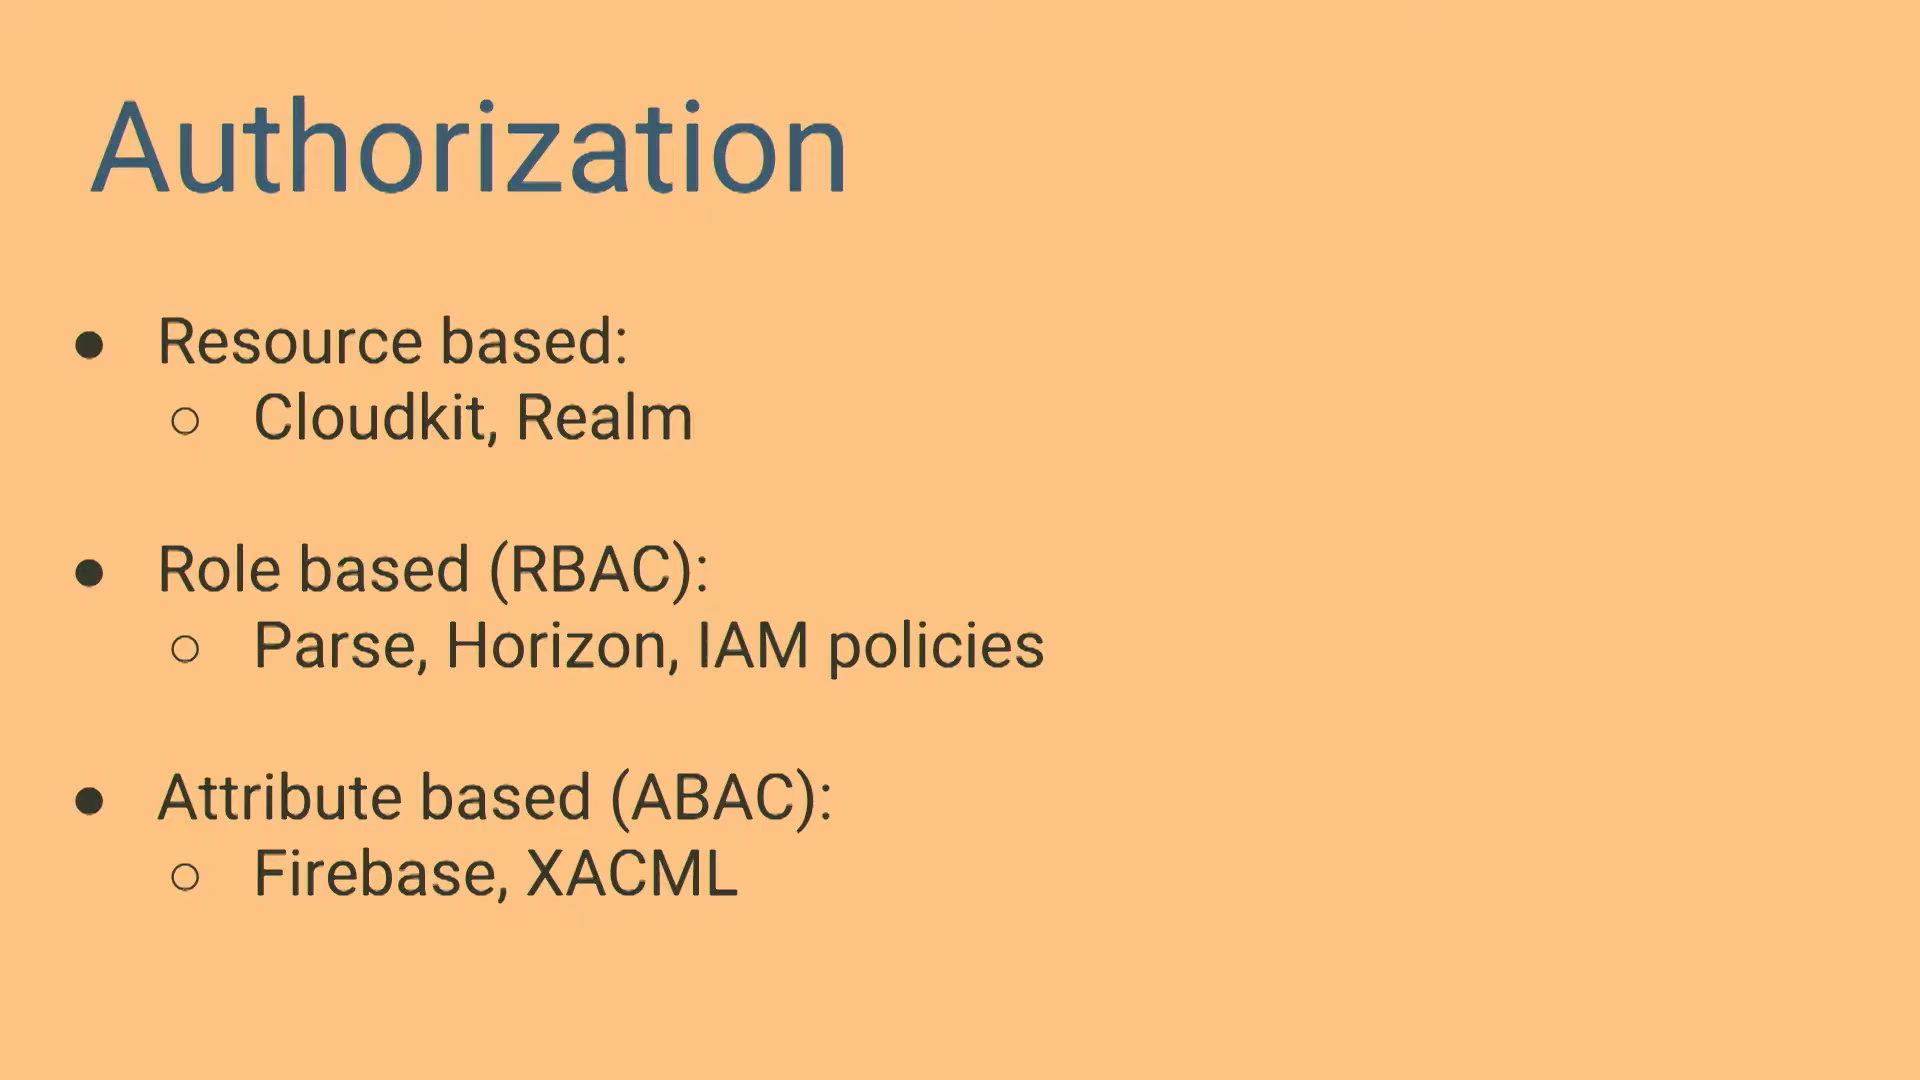 Authorization
● Resource based:
○ Cloudkit, Realm
● Role based (RBAC):
○ Parse, Horizon, IAM policies
● Attribute based (ABAC):
○ Firebase, XACML